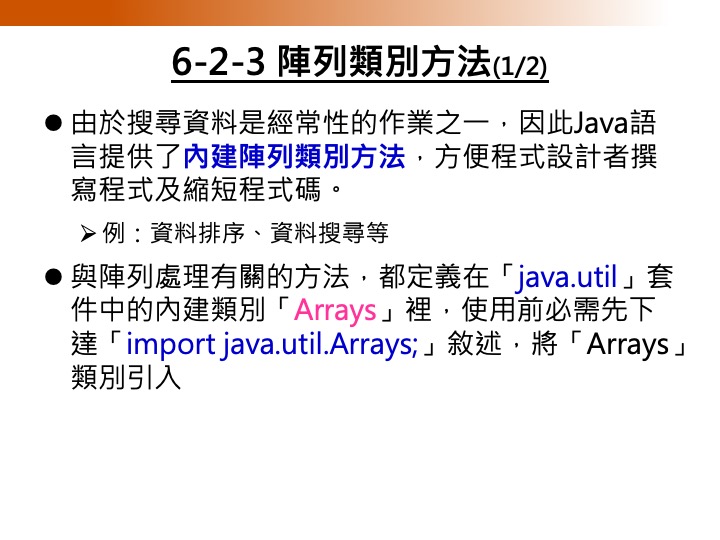 6-2-3 陣列類別方法(1/2)
●由於搜尋資料是經常性的作業之一，因此Java語
言提供了內建陣列類別方法，方便程式設計者撰
寫程式及縮短程式碼。
➢例：資料排序、資料搜尋等
●與陣列處理有關的方法，都定義在「java.util」套
件中的內建類別「Arrays」裡，使用前必需先下
達「import java.util.Arrays;」敘述，將「Arrays」
類別引入